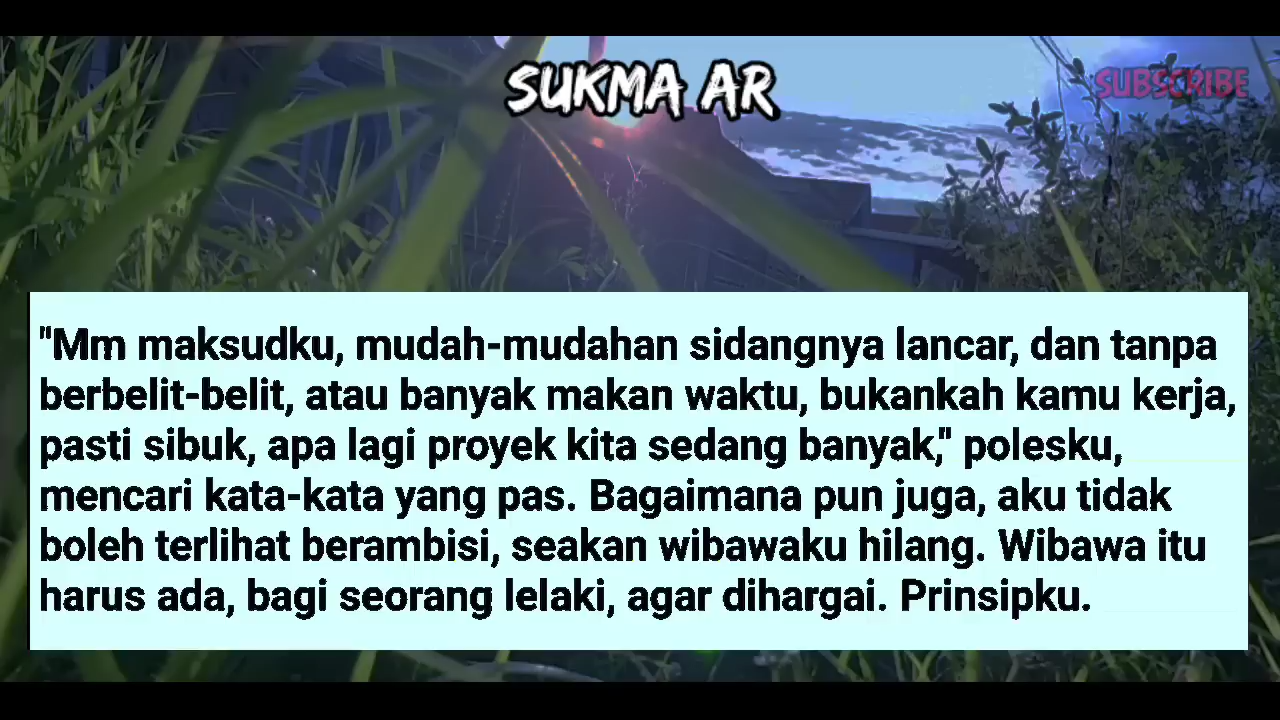 SUKMA AR
SUBSCRIBE
"Mm maksudku, mudah-mudahan sidangnya lancar, dan tanpa
berbelit-belit, atau banyak makan waktu, bukankah kamu kerja,
pasti sibuk, apa lagi proyek kita sedang banyak," polesku,
mencari kata-kata yang pas. Bagaimana pun juga, aku tidak
boleh terlihat berambisi, seakan wibawaku hilang. Wibawa itu
harus ada, bagi seorang lelaki, agar dihargai. Prinsipku.